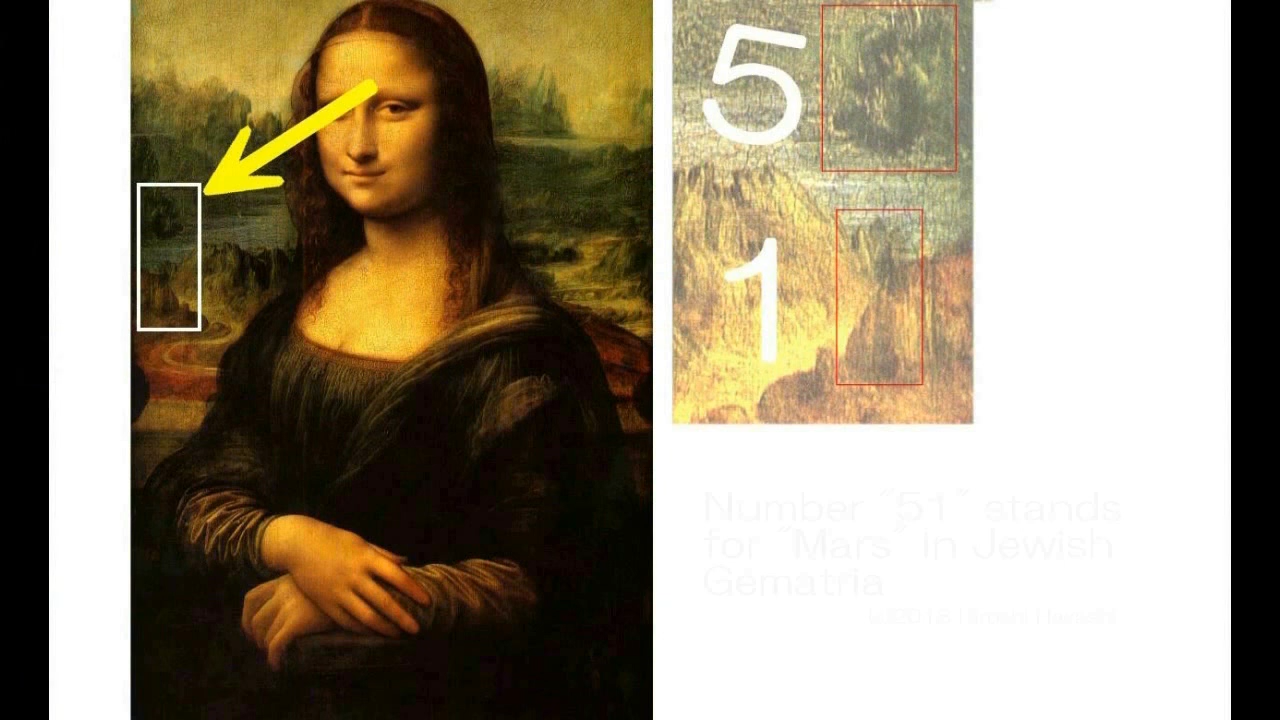 5
1
Number "51" stands
for "Mars" in Jewish
Gematria